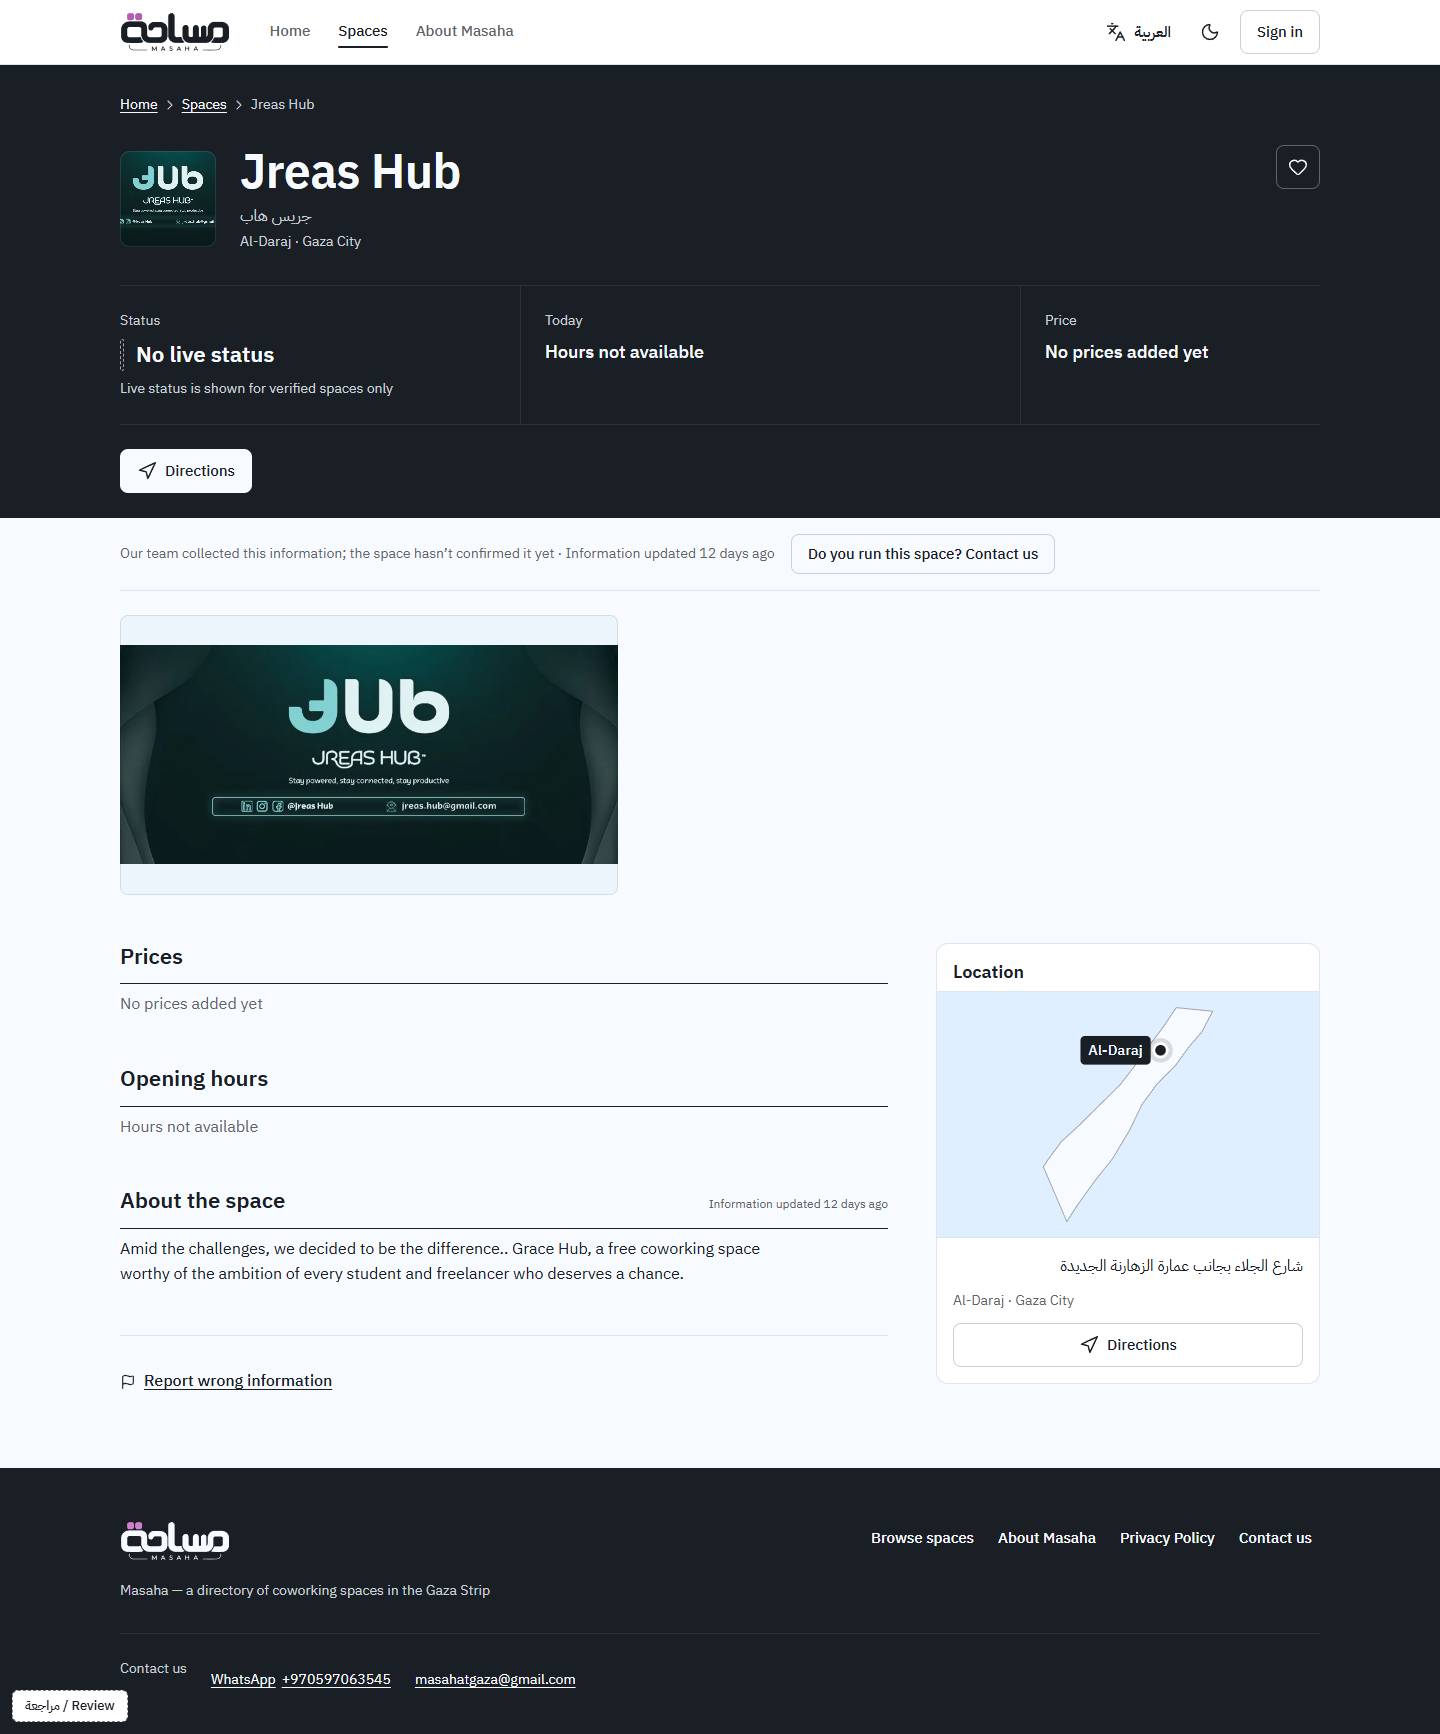 مساحة
MASAHA
Home
Spaces
About Masaha
العربية
Sign in
Home > Spaces > Jreas Hub
JUb
JREAS HUB
Jreas Hub
جريس هاب
Al-Daraj · Gaza City
Status
No live status
Live status is shown for verified spaces only
Today
Hours not available
Price
No prices added yet
Directions
Our team collected this information; the space hasn’t confirmed it yet · Information updated 12 days ago
Do you run this space? Contact us
JUb
JREAS HUB™
Stay powered, stay connected, stay productive
@Jreas Hub
jreas.hub@gmail.com
Prices
No prices added yet
Opening hours
Hours not available
About the space
Information updated 12 days ago
Amid the challenges, we decided to be the difference.. Grace Hub, a free coworking space
worthy of the ambition of every student and freelancer who deserves a chance.
Report wrong information
Location
Al-Daraj
شارع الجلاء بجانب عمارة الزهارنة الجديدة
Al-Daraj · Gaza City
Directions
مساحة
MASAHA
Browse spaces
About Masaha
Privacy Policy
Contact us
Masaha — a directory of coworking spaces in the Gaza Strip
Contact us
WhatsApp +970597063545
masahatgaza@gmail.com
مراجعة / Review